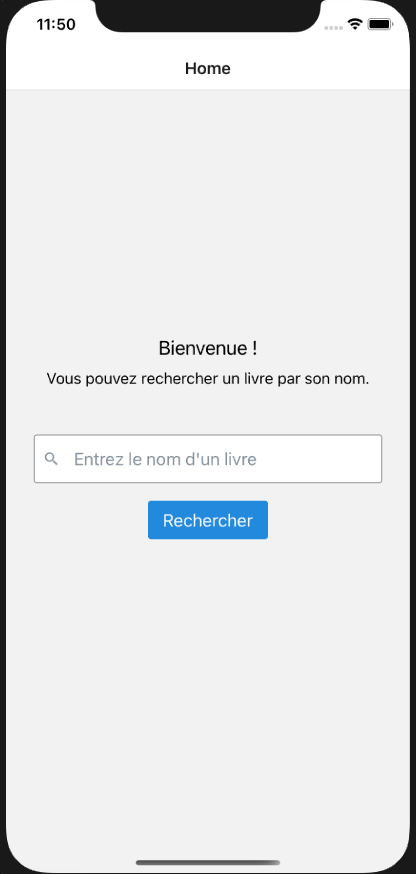 11:50
Home
Bienvenue !
Vous pouvez rechercher un livre par son nom.
Entrez le nom d'un livre
Rechercher